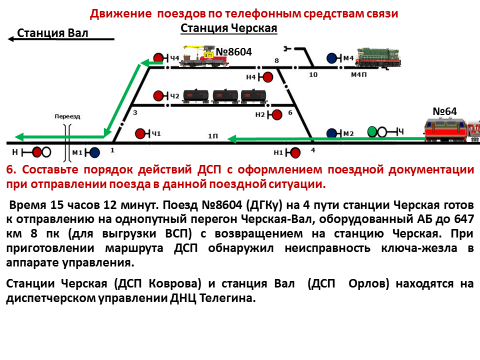 Движение поездов по телефонным средствам связи
Станция Черская
Станция Вал
Ч4
№8604
8
10
М4
М4П
Н4
№64
Ч2
3
Н2
6
Переезд
Ч1
1П
М2
Ч
Н
М1
1
Н1
4
6. Составьте порядок действий ДСП с оформлением поездной документации
при отправлении поезда в данной поездной ситуации.
Время 15 часов 12 минут. Поезд №8604 (ДГКу) на 4 пути станции Черская готов
к отправлению на однопутный перегон Черская-Вал, оборудованный АБ до 647
км 8 пк (для выгрузки ВСП) с возвращением на станцию Черская. При
приготовлении маршрута ДСП обнаружил неисправность ключа-жезла в
аппарате управления.
Станции Черская (ДСП Коврова) и станция Вал (ДСП Орлов) находятся на
диспетчерском управлении ДНЦ Телегина.